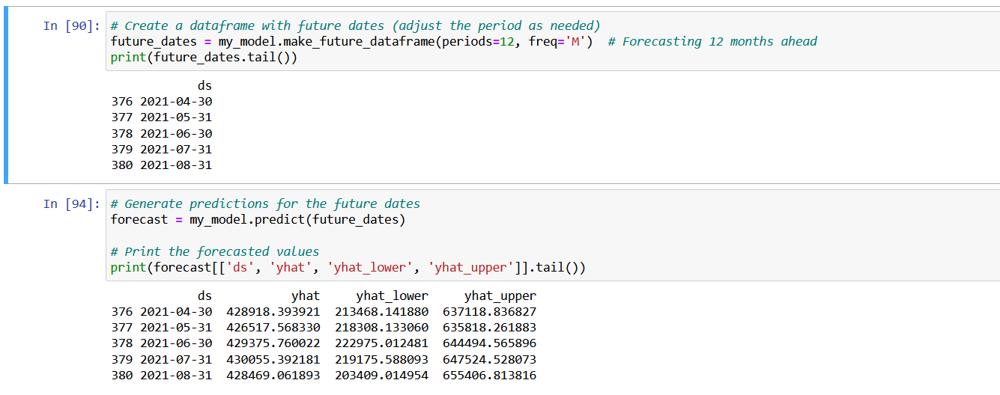 In [90]: # Create a dataframe with future dates (adjust the period as needed)
future_dates = my_model.make_future_dataframe(periods=12, freq='M')  # Forecasting 12 months ahead
print(future_dates.tail())
ds
376 2021-04-30
377 2021-05-31
378 2021-06-30
379 2021-07-31
380 2021-08-31
In [94]: # Generate predictions for the future dates
forecast = my_model.predict(future_dates)
# Print the forecasted values
print(forecast[['ds', 'yhat', 'yhat_lower', 'yhat_upper']].tail())
ds yhat yhat_lower yhat_upper
376 2021-04-30 428918.393921 213468.141880 637118.836827
377 2021-05-31 426517.568330 218308.133060 635818.261883
378 2021-06-30 429375.760022 222975.012481 644494.565896
379 2021-07-31 430055.392181 219175.588093 647524.528073
380 2021-08-31 428469.061893 203409.014954 655406.813816